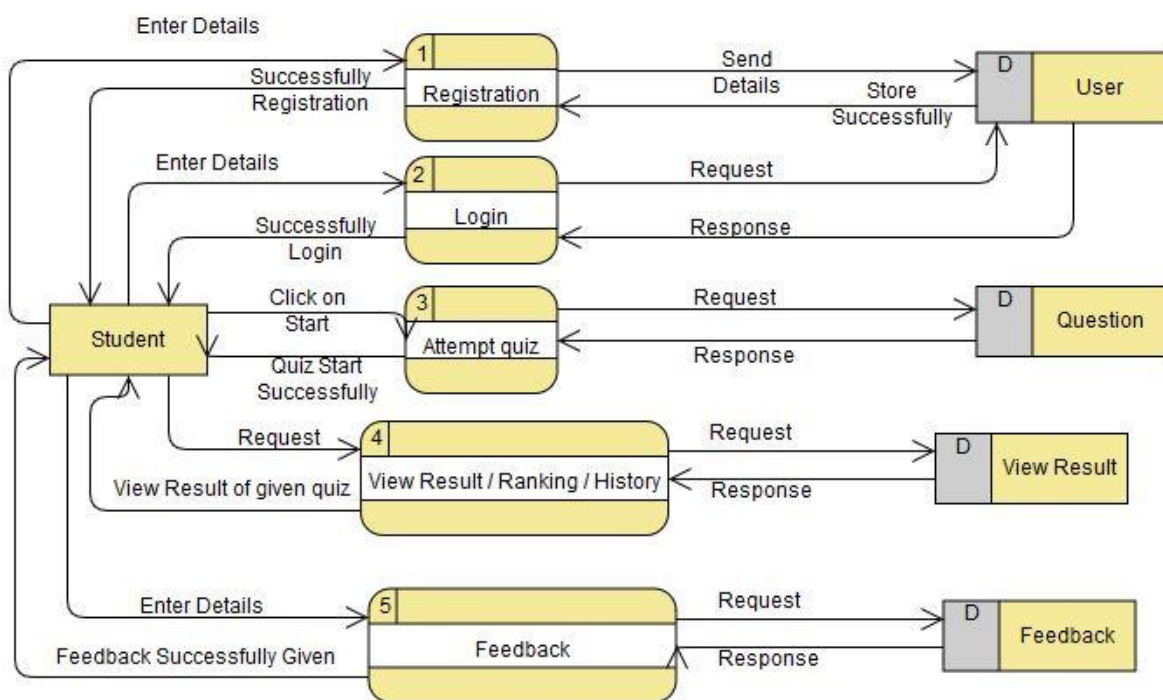 Enter Details
1
Registration
Successfully
Registration
Send
Details
Store
Successfully
D
User
Enter Details
2
Login
Successfully
Login
Request
Response
Student
Click on
Start
3
Attempt quiz
Quiz Start
Successfully
Request
Response
D
Question
Request
4
View Result / Ranking / History
View Result of given quiz
Request
Response
D
View Result
Enter Details
5
Feedback
Feedback Successfully Given
Request
Response
D
Feedback